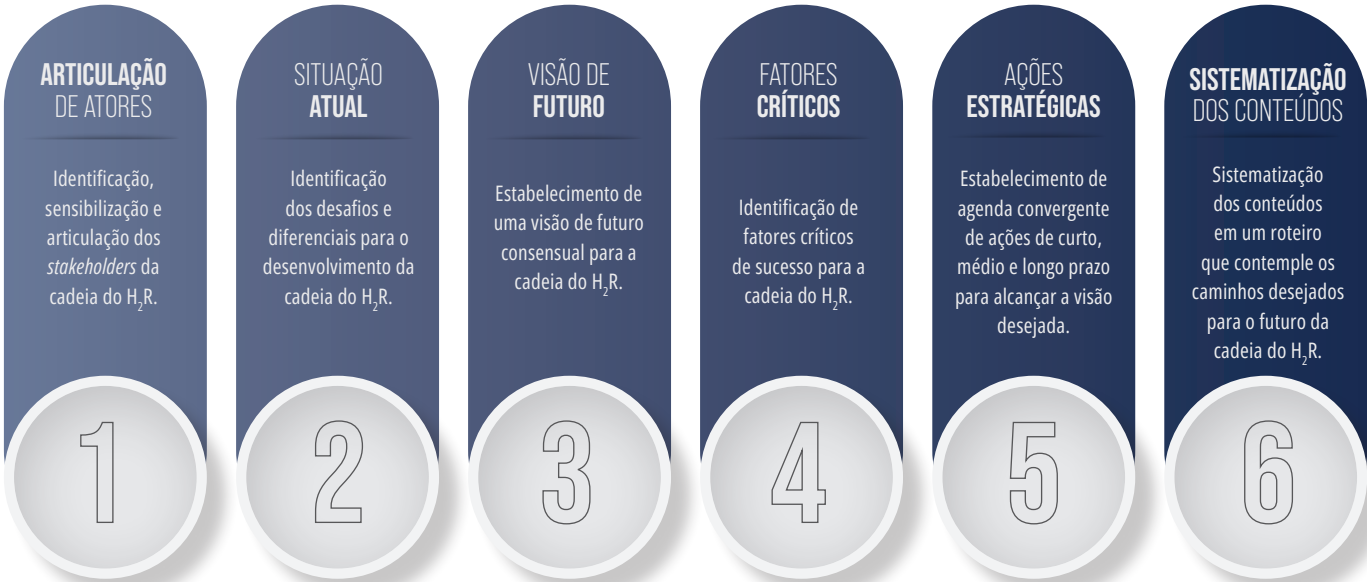 ARTICULAÇÃO
DE ATORES
Identificação,
sensibilização e
articulação dos
stakeholders da
cadeia do H₂R.
1
SITUAÇÃO
ATUAL
Identificação
dos desafios e
diferenciais para o
desenvolvimento da
cadeia do H₂R.
2
VISÃO DE
FUTURO
Estabelecimento de
uma visão de futuro
consensual para a
cadeia do H₂R.
3
FATORES
CRÍTICOS
Identificação de
fatores críticos
de sucesso para a
cadeia do H₂R.
4
AÇÕES
ESTRATÉGICAS
Estabelecimento de
agenda convergente
de ações de curto,
médio e longo prazo
para alcançar a visão
desejada.
5
SISTEMATIZAÇÃO
DOS CONTEÚDOS
Sistematização
dos conteúdos
em um roteiro
que contemple os
caminhos desejados
para o futuro da
cadeia do H₂R.
6